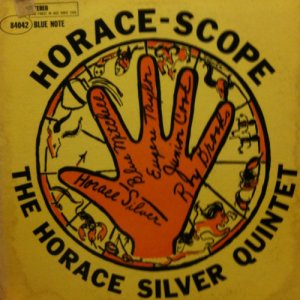 STEREO
84042 BLUE NOTE
HORACE-SCOPE
Horace Silver
Blue Mitchell
Eugene Taylor
Junior Cook
Roy Brooks
THE HORACE SILVER QUINTET